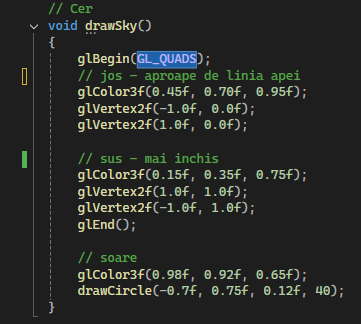 // Cer
void drawSky()
{
glBegin(GL_QUADS);
// jos - aproape de linia apei
glColor3f(0.45f, 0.70f, 0.95f);
glVertex2f(-1.0f, 0.0f);
glVertex2f(1.0f, 0.0f);
// sus - mai inchis
glColor3f(0.15f, 0.35f, 0.75f);
glVertex2f(1.0f, 1.0f);
glVertex2f(-1.0f, 1.0f);
glEnd();
// soare
glColor3f(0.98f, 0.92f, 0.65f);
drawCircle(-0.7f, 0.75f, 0.12f, 40);
}